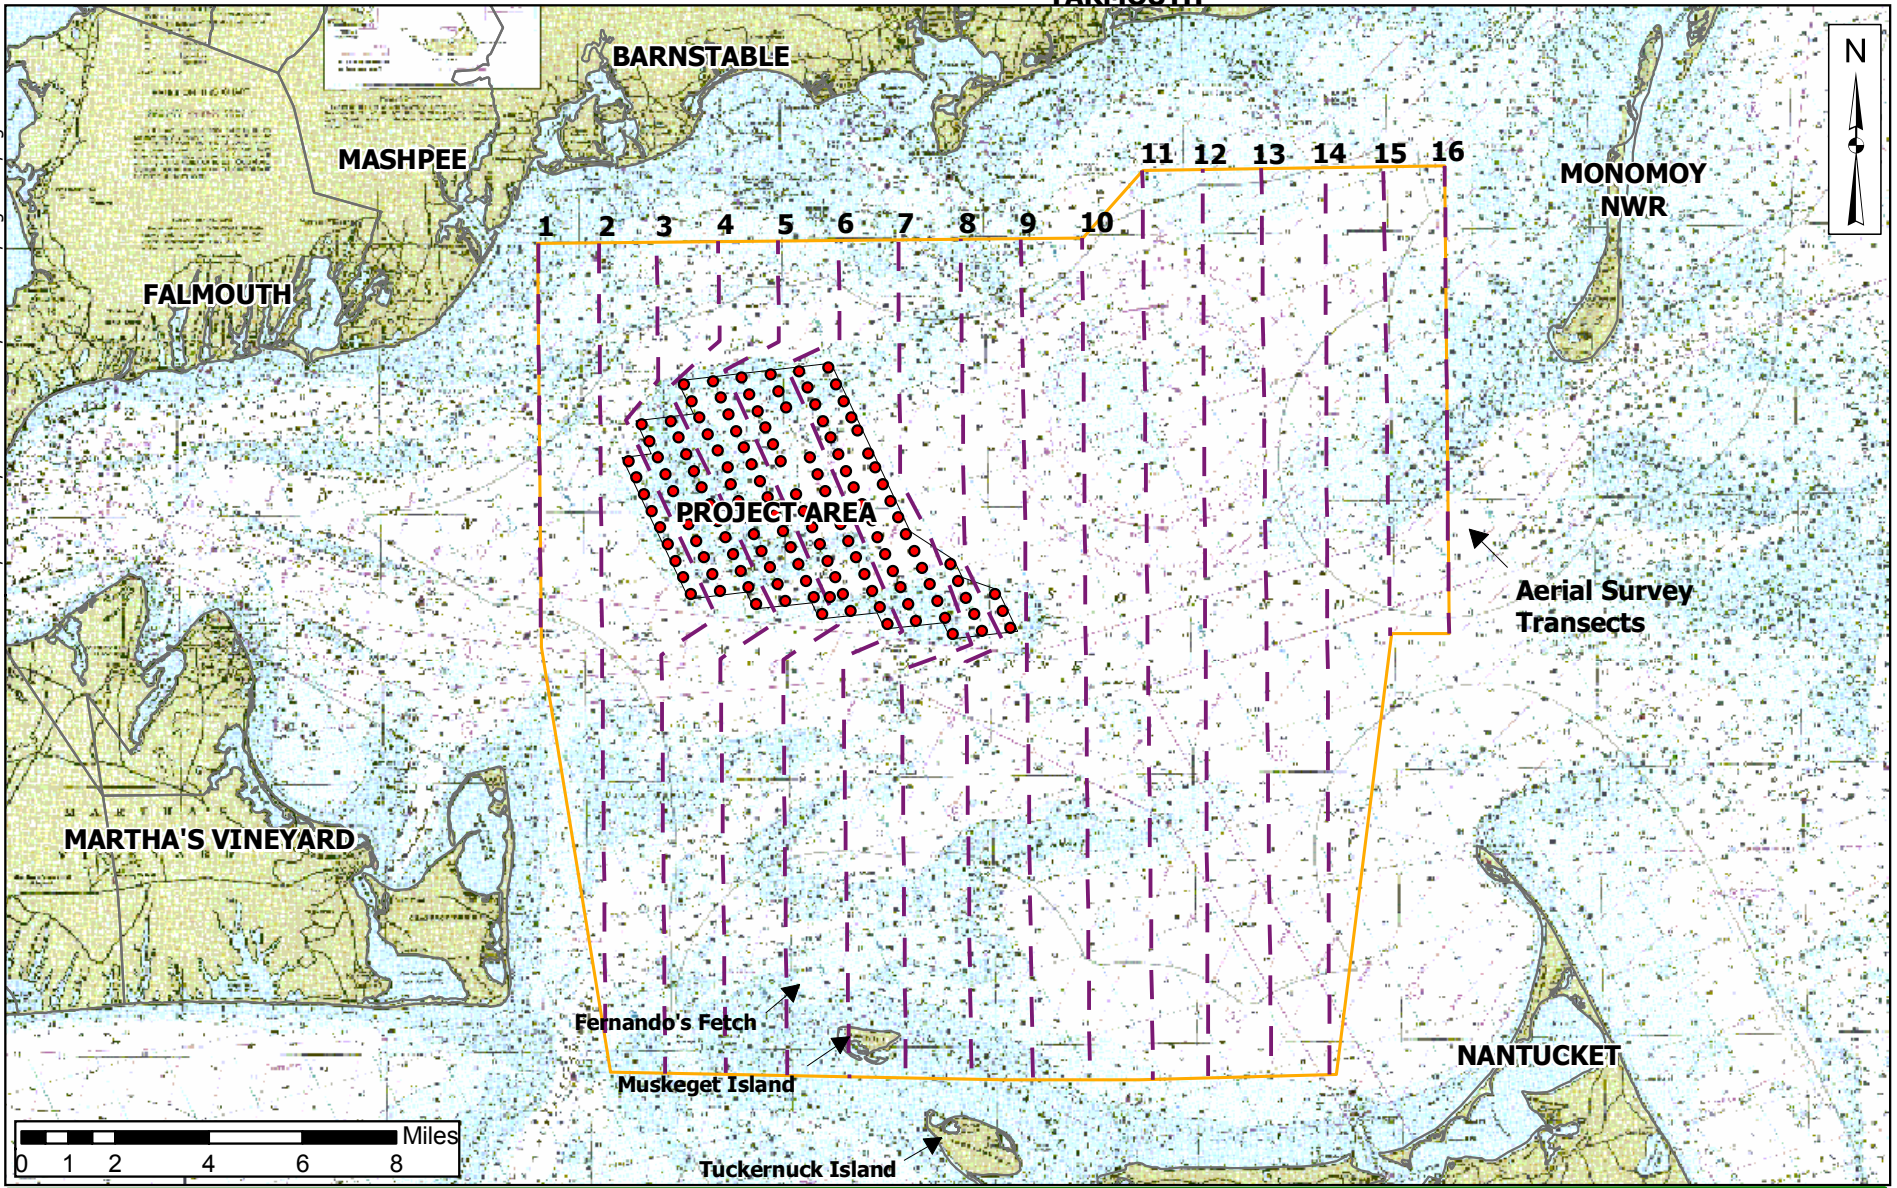 YARMOUTH
BARNSTABLE
N
MASHPEE
11 12 13 14 15 16
MONOMOY
NWR
1 2 3 4 5 6 7 8 9 10
FALMOUTH
PROJECT AREA
Aerial Survey
Transects
MARTHA'S VINEYARD
Fernando's Fetch
NANTUCKET
Muskeget Island
Miles
0 1 2 4 6 8
Tuckernuck Island